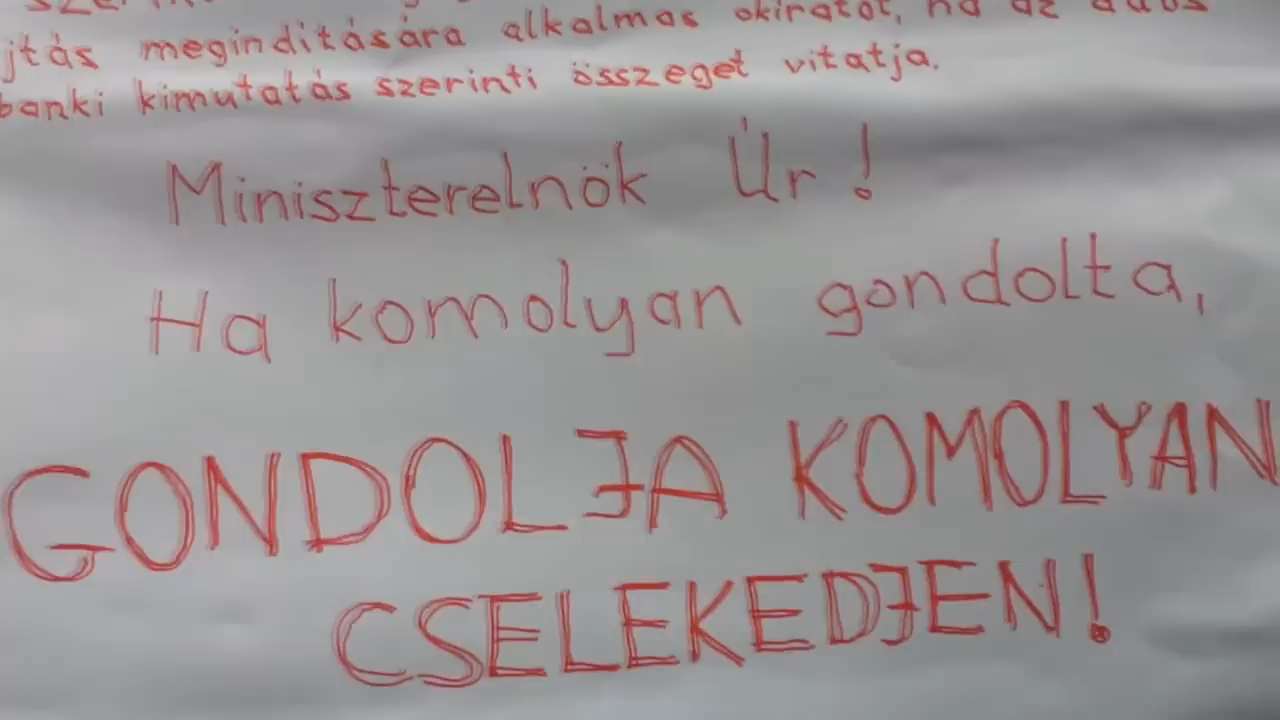 jtás megindítására alkalmas okiratot, ha az adós
banki kimutatás szerinti összeget vitatja.
Miniszterelnök Úr!
Ha komolyan gondolta,
GONDOLJA KOMOLYAN
CSELEKEDJEN!